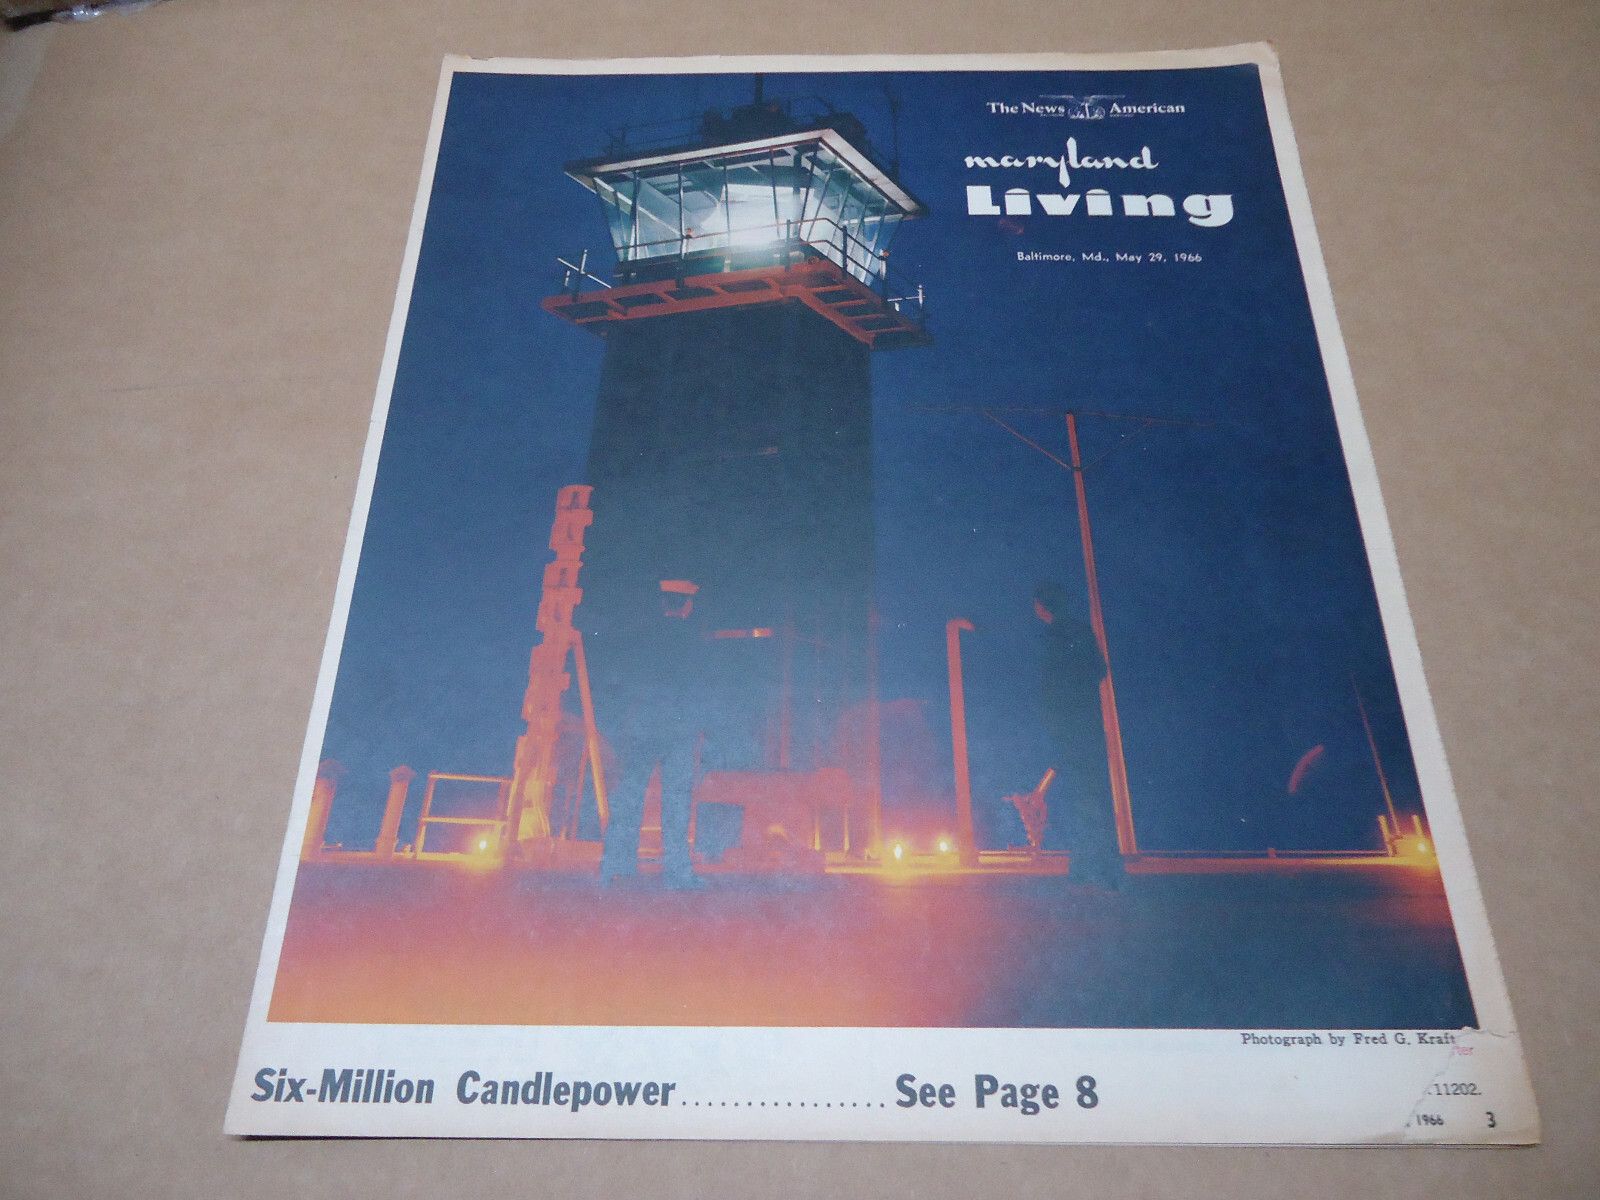 The News American
maryland
Living
Baltimore, Md., May 29, 1966
Photograph by Fred G. Kraft
ter
Six-Million Candlepower................ See Page 8
. 11202.
, 1966 3